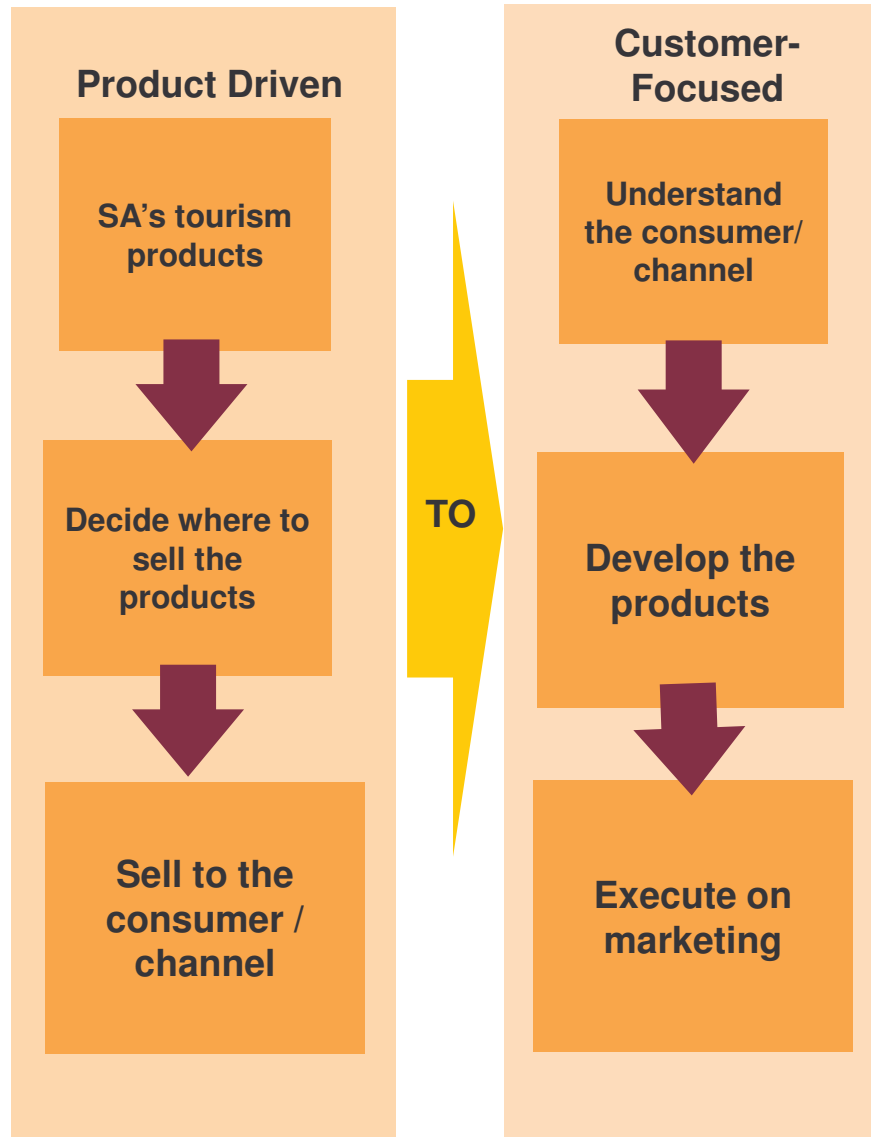 Product Driven
SA's tourism
products
Decide where to
sell the
products
Sell to the
consumer /
channel
TO
Customer-
Focused
Understand
the consumer/
channel
Develop the
products
Execute on
marketing